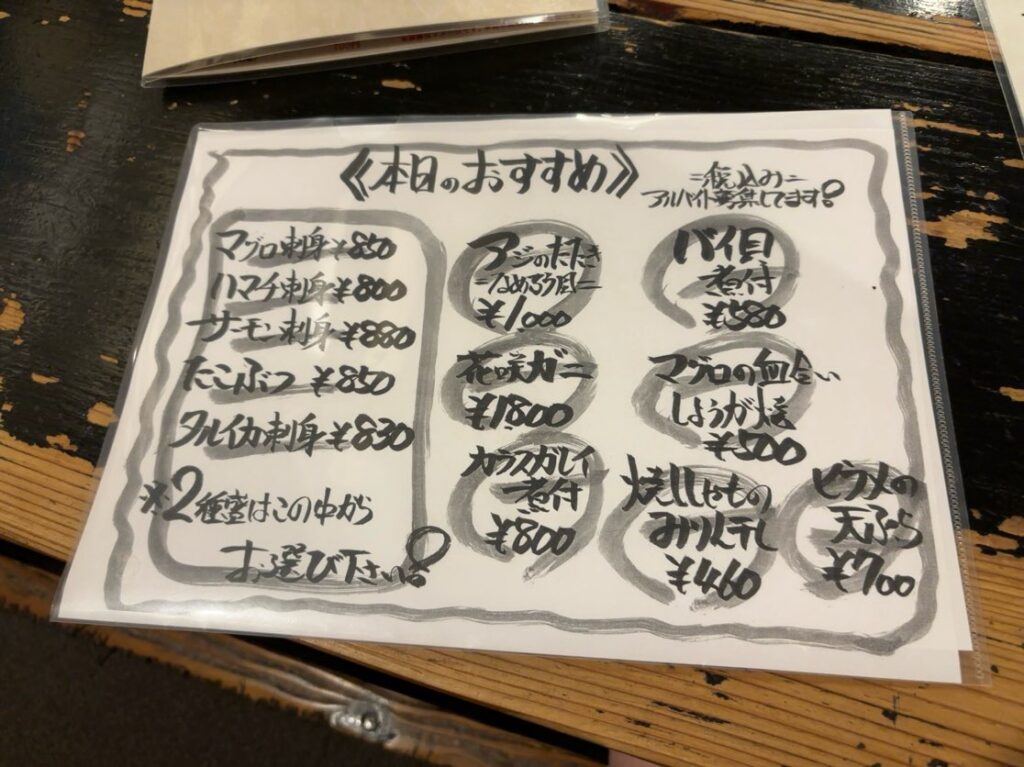 《本日のおすすめ》
=税込み=
アルバイト募集してます!
マグロ刺身¥850
ハマチ刺身¥800
サーモン刺身¥880
たこぶつ ¥850
タルイカ刺身¥830
※2種盛はこの中から
お選び下さい!
アジのたたき
=なめろう可=
¥1000
花咲ガニ
¥1800
カラスガレイ
煮付
¥800
バイ貝
煮付
¥580
マグロの血合い
しょうが焼
¥500
焼ししゃもの
みりん干し
¥460
ヒラメの
天ぷら
¥700